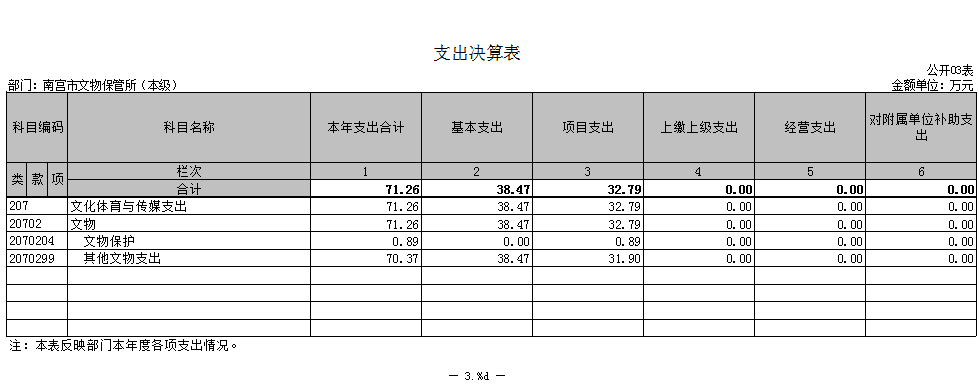 支出决算表
公开03表
部门：南宫市文物保管所（本级）
金额单位：万元
科目编码 科目名称 本年支出合计 基本支出 项目支出 上缴上级支出 经营支出 对附属单位补助支
出
类 款 项 栏次 1 2 3 4 5 6
合计 71.26 38.47 32.79 0.00 0.00 0.00
207 文化体育与传媒支出 71.26 38.47 32.79 0.00 0.00 0.00
20702 文物 71.26 38.47 32.79 0.00 0.00 0.00
2070204 文物保护 0.89 0.00 0.89 0.00 0.00 0.00
2070299 其他文物支出 70.37 38.47 31.90 0.00 0.00 0.00
注：本表反映部门本年度各项支出情况。
— 3.%d —